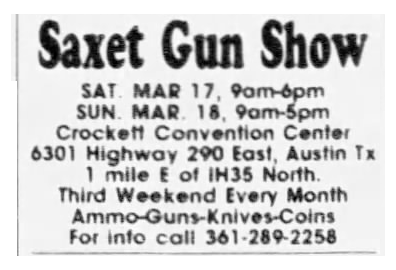 Saxet Gun Show
SAT. MAR 17, 9am-6pm
SUN. MAR. 18, 9am-5pm
Crockett Convention Center
6301 Highway 290 East, Austin Tx
1 mile E of IH35 North.
Third Weekend Every Month
Ammo-Guns-Knives-Coins
For info call 361-289-2258